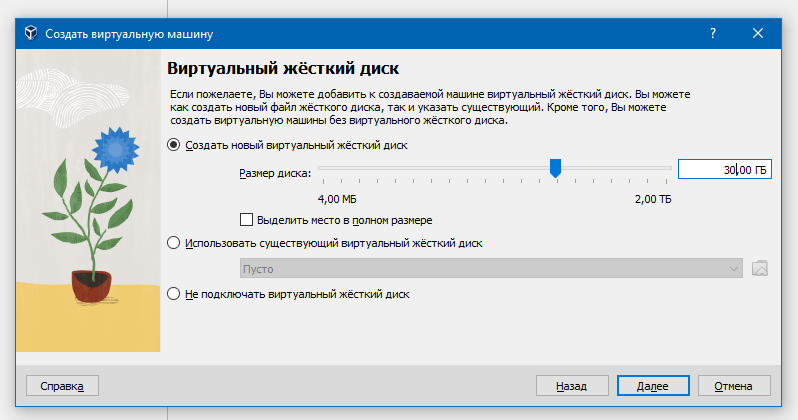 Создать виртуальную машину
?
Виртуальный жёсткий диск
Если пожелаете, Вы можете добавить к создаваемой машине виртуальный жёсткий диск. Вы можете
как создать новый файл жёсткого диска, так и указать существующий. Кроме того, Вы можете
создать виртуальную машины без виртуального жёсткого диска.
Создать новый виртуальный жёсткий диск
Размер диска:
30,00 ГБ
4,00 МБ
2,00 ТБ
Выделить место в полном размере
Использовать существующий виртуальный жёсткий диск
Пусто
Не подключать виртуальный жёсткий диск
Справка
Назад
Далее
Отмена